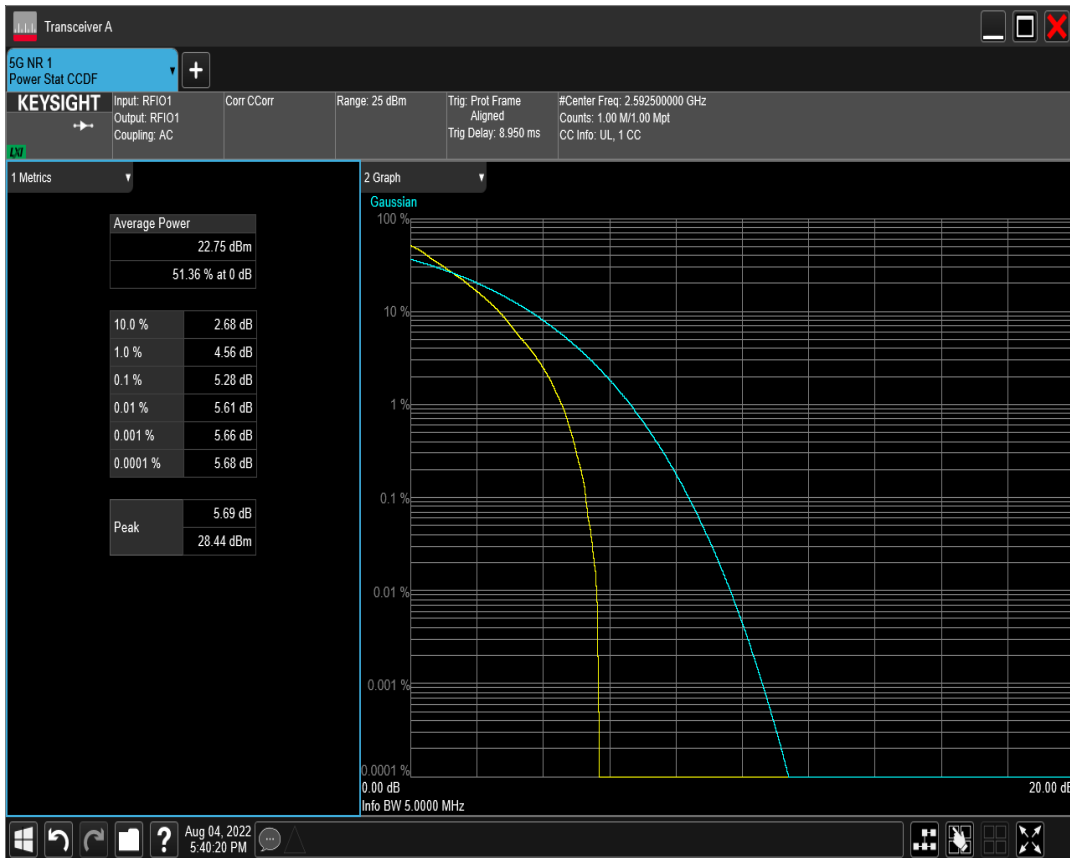 Transceiver A
5G NR 1
Power Stat CCDF
KEYSIGHT
Input: RFIO1
Output: RFIO1
Coupling: AC
Corr CCorr
Range: 25 dBm
Trig: Prot Frame
Aligned
Trig Delay: 8.950 ms
#Center Freq: 2.592500000 GHz
Counts: 1.00 M/1.00 Mpt
CC Info: UL, 1 CC
LXI
1 Metrics
Average Power
22.75 dBm
51.36 % at 0 dB
10.0 % 2.68 dB
1.0 % 4.56 dB
0.1 % 5.28 dB
0.01 % 5.61 dB
0.001 % 5.66 dB
0.0001 % 5.68 dB
Peak
5.69 dB
28.44 dBm
2 Graph
Gaussian
100 %
10 %
1 %
0.1 %
0.01 %
0.001 %
0.0001 %
0.00 dB
20.00 dB
Info BW 5.0000 MHz
Aug 04, 2022
5:40:20 PM